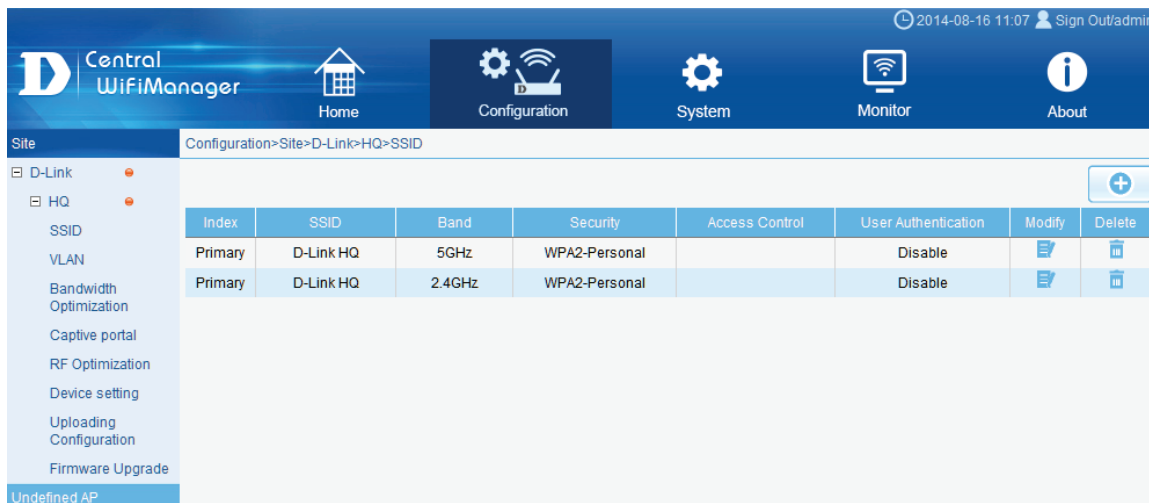 2014-08-16 11:07 Sign Out/admin
D Central
WiFiManager
Home
Configuration
D
System
Monitor
About
Site
Configuration>Site>D-Link>HQ>SSID
D-Link
HQ
SSID
VLAN
Bandwidth
Optimization
Captive portal
RF Optimization
Device setting
Uploading
Configuration
Firmware Upgrade
Undefined AP
Index SSID Band Security Access Control User Authentication Modify Delete
Primary D-Link HQ 5GHz WPA2-Personal Disable
Primary D-Link HQ 2.4GHz WPA2-Personal Disable